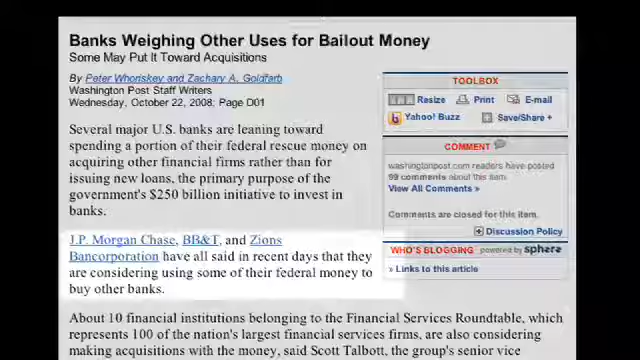 Banks Weighing Other Uses for Bailout Money
Some May Put It Toward Acquisitions
By Peter Whoriskey and Zachary A. Goldfarb
Washington Post Staff Writers
Wednesday, October 22, 2008; Page D01
Several major U.S. banks are leaning toward
spending a portion of their federal rescue money on
acquiring other financial firms rather than for
issuing new loans, the primary purpose of the
government's $250 billion initiative to invest in
banks.
J.P. Morgan Chase, BB&T, and Zions
Bancorporation have all said in recent days that they
are considering using some of their federal money to
buy other banks.
About 10 financial institutions belonging to the Financial Services Roundtable, which
represents 100 of the nation's largest financial services firms, are also considering
making acquisitions with the money, said Scott Talbott, the group's senior vice
TOOLBOX
Resize Print E-mail
Yahoo! Buzz Save/Share +
COMMENT
washingtonpost.com readers have posted
99 comments about this item.
View All Comments »
Comments are closed for this item.
Discussion Policy
WHO'S BLOGGING powered by sphere
» Links to this article